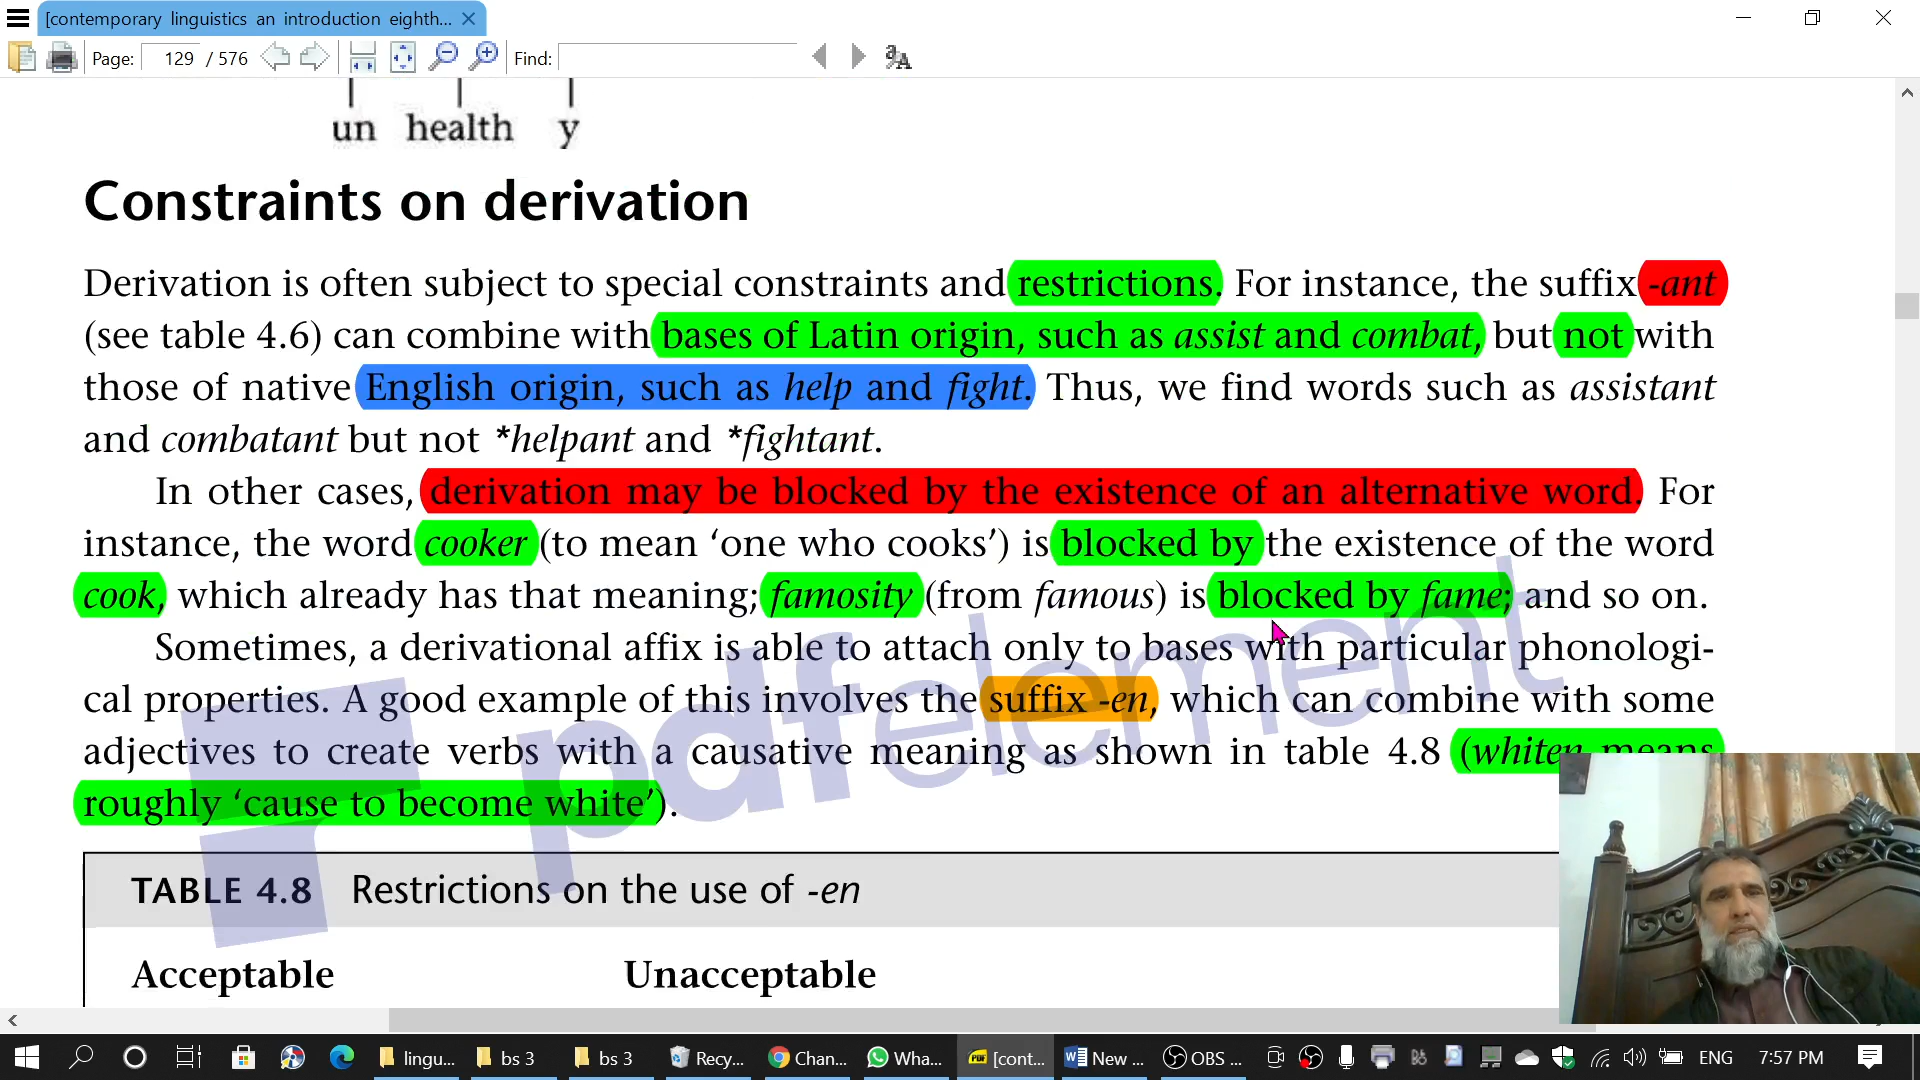 [contemporary linguistics an introduction eighth...
Page: 129 / 576 Find:
un health y
Constraints on derivation
Derivation is often subject to special constraints and restrictions. For instance, the suffix -ant
(see table 4.6) can combine with bases of Latin origin, such as assist and combat, but not with
those of native English origin, such as help and fight. Thus, we find words such as assistant
and combatant but not *helpant and *fightant.
In other cases, derivation may be blocked by the existence of an alternative word. For
instance, the word cooker (to mean ‘one who cooks’) is blocked by the existence of the word
cook, which already has that meaning; famosity (from famous) is blocked by fame; and so on.
Sometimes, a derivational affix is able to attach only to bases with particular phonologi-
cal properties. A good example of this involves the suffix -en, which can combine with some
adjectives to create verbs with a causative meaning as shown in table 4.8 (whiten means
roughly ‘cause to become white’).
pdfelement
TABLE 4.8 Restrictions on the use of -en
Acceptable Unacceptable
lingu... bs 3 bs 3 Recy... Chan... Wha... [cont... New ... OBS ... ENG 7:57 PM